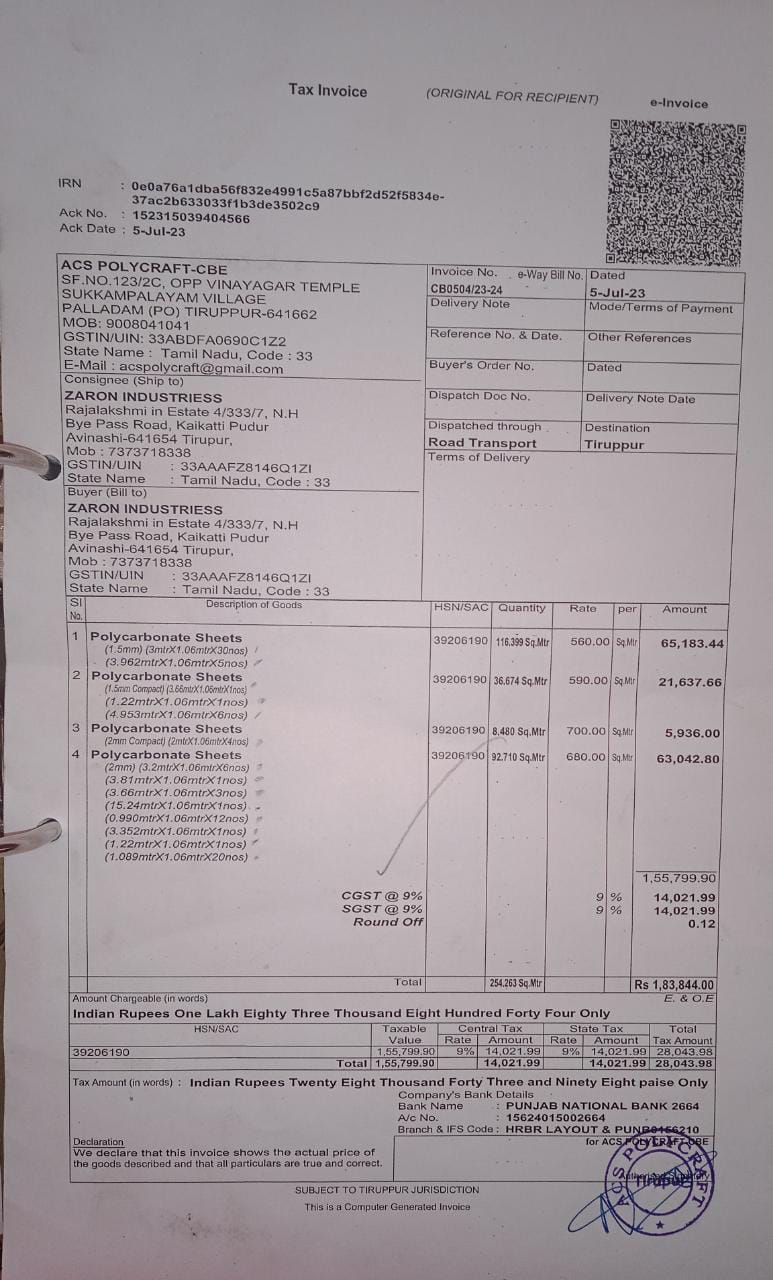 Tax Invoice (ORIGINAL FOR RECIPIENT) e-Invoice
IRN : 0e0a76a1dba56f832e4991c5a87bbf2d52f5834e-
37ac2b633033f1b3de3502c9
Ack No. : 152315039404566
Ack Date : 5-Jul-23
ACS POLYCRAFT-CBE
SF.NO.123/2C, OPP VINAYAGAR TEMPLE
SUKKAMPALAYAM VILLAGE
PALLADAM (PO) TIRUPPUR-641662
MOB: 9008041041
GSTIN/UIN: 33ABDFA0690C1Z2
State Name : Tamil Nadu, Code : 33
E-Mail : acspolycraft@gmail.com
Invoice No. e-Way Bill No. Dated
CB0504/23-24 5-Jul-23
Delivery Note Mode/Terms of Payment
Reference No. & Date. Other References
Buyer's Order No. Dated
Dispatch Doc No. Delivery Note Date
Dispatched through Destination
Road Transport Tiruppur
Terms of Delivery
Consignee (Ship to)
ZARON INDUSTRIESS
Rajalakshmi in Estate 4/333/7, N.H
Bye Pass Road, Kaikatti Pudur
Avinashi-641654 Tirupur,
Mob : 7373718338
GSTIN/UIN : 33AAAFZ8146Q1ZI
State Name : Tamil Nadu, Code : 33
Buyer (Bill to)
ZARON INDUSTRIESS
Rajalakshmi in Estate 4/333/7, N.H
Bye Pass Road, Kaikatti Pudur
Avinashi-641654 Tirupur,
Mob : 7373718338
GSTIN/UIN : 33AAAFZ8146Q1ZI
State Name : Tamil Nadu, Code : 33
Sl No. Description of Goods HSN/SAC Quantity Rate per Amount
1 Polycarbonate Sheets 39206190 116.399 Sq.Mtr 560.00 Sq.Mtr 65,183.44
(1.5mm) (3mtrX1.06mtrX30nos)
(3.962mtrX1.06mtrX5nos)
2 Polycarbonate Sheets 39206190 36.674 Sq.Mtr 590.00 Sq.Mtr 21,637.66
(1.5mm Compact) (3.66mtrX1.06mtrX1nos)
(1.22mtrX1.06mtrX1nos)
(4.953mtrX1.06mtrX6nos)
3 Polycarbonate Sheets 39206190 8.480 Sq.Mtr 700.00 Sq.Mtr 5,936.00
(2mm Compact) (2mtrX1.06mtrX4nos)
4 Polycarbonate Sheets 39206190 92.710 Sq.Mtr 680.00 Sq.Mtr 63,042.80
(2mm) (3.2mtrX1.06mtrX6nos)
(3.81mtrX1.06mtrX1nos)
(3.66mtrX1.06mtrX3nos)
(15.24mtrX1.06mtrX1nos)
(0.990mtrX1.06mtrX12nos)
(3.352mtrX1.06mtrX1nos)
(1.22mtrX1.06mtrX1nos)
(1.089mtrX1.06mtrX20nos)
1,55,799.90
CGST @ 9% 9 % 14,021.99
SGST @ 9% 9 % 14,021.99
Round Off 0.12
Total 254.263 Sq.Mtr Rs 1,83,844.00
Amount Chargeable (in words) E. & O.E
Indian Rupees One Lakh Eighty Three Thousand Eight Hundred Forty Four Only
HSN/SAC Taxable Value Central Tax State Tax Total Tax Amount
Rate Amount Rate Amount
39206190 1,55,799.90 9% 14,021.99 9% 14,021.99 28,043.98
Total 1,55,799.90 14,021.99 14,021.99 28,043.98
Tax Amount (in words) : Indian Rupees Twenty Eight Thousand Forty Three and Ninety Eight paise Only
Company's Bank Details
Bank Name : PUNJAB NATIONAL BANK 2664
A/c No. : 15624015002664
Branch & IFS Code : HRBR LAYOUT & PUNB0156210
Declaration
We declare that this invoice shows the actual price of
the goods described and that all particulars are true and correct.
for ACS POLYCRAFT-CBE
ACS POLYCRAFT
Tirupur
SUBJECT TO TIRUPPUR JURISDICTION
This is a Computer Generated Invoice